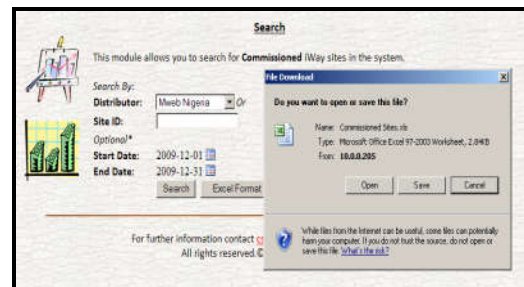 Search
This module allows you to search for Commissioned iWay sites in the system.
Search By:
Distributor: Mweb Nigeria Or
Site ID:
Optional*
Start Date: 2009-12-01
End Date: 2009-12-31
Search Excel Format
For further information contact
All rights reserved.©
File Download
Do you want to open or save this file?
Name: Commissioned Sites.xls
Type: Microsoft Office Excel 97-2003 Worksheet, 2.84KB
From: 10.0.0.205
Open Save Cancel
While files from the Internet can be useful, some files can potentially
harm your computer. If you do not trust the source, do not open or
save this file. What's the risk?